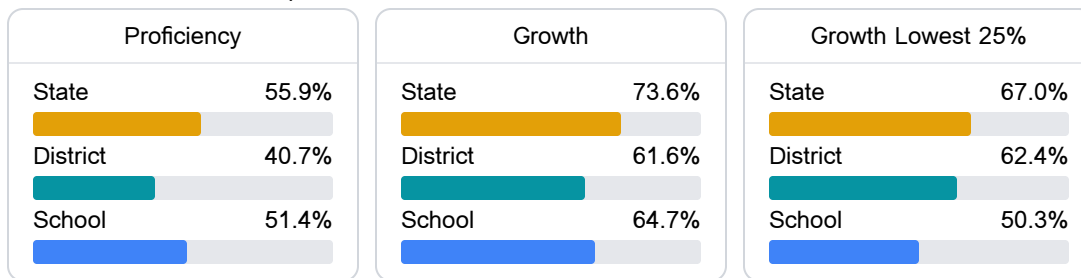 Proficiency
State 55.9%
District 40.7%
School 51.4%
Growth
State 73.6%
District 61.6%
School 64.7%
Growth Lowest 25%
State 67.0%
District 62.4%
School 50.3%